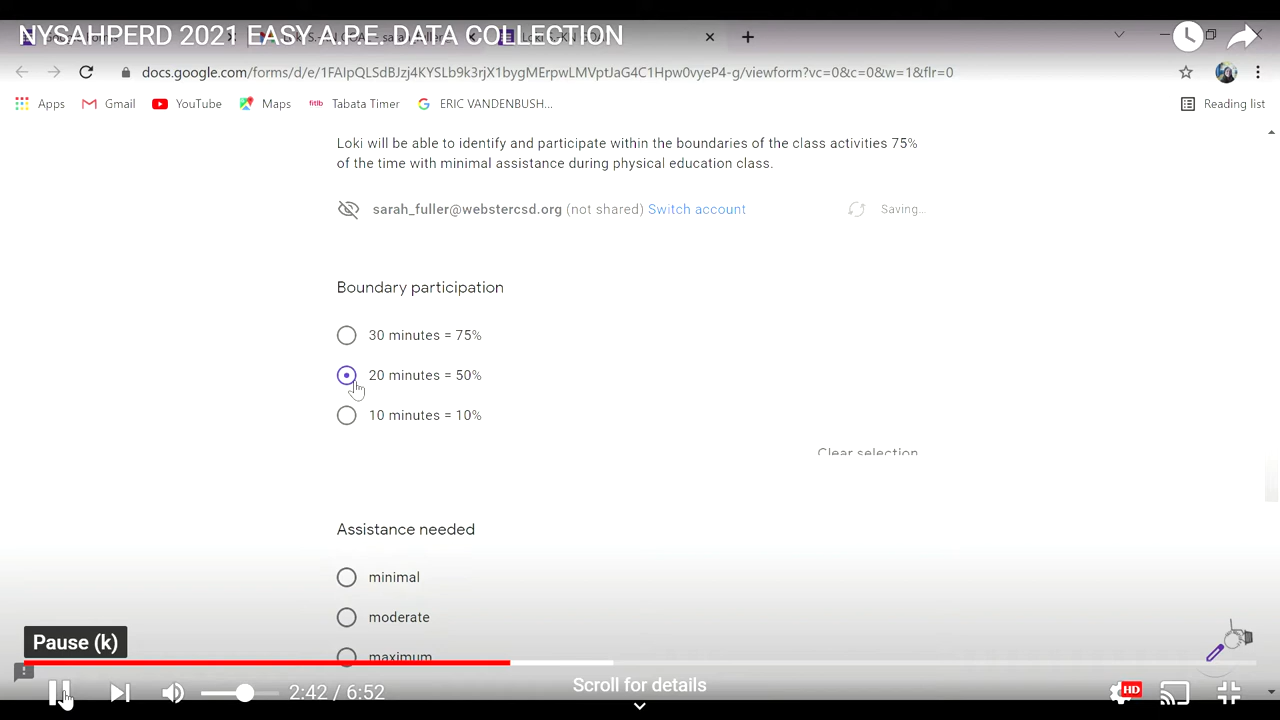 NYSAHPERD 2021 EASY A.P.E. DATA COLLECTION
docs.google.com/forms/d/e/1FAIpQLSdBJzj4KYSLb9k3rjX1bygMErpwLMVptJaG4C1Hpw0vyeP4-g/viewform?vc=0&c=0&w=1&flr=0
Apps Gmail YouTube Maps fitlb Tabata Timer ERIC VANDENBUSH... Reading list
Loki will be able to identify and participate within the boundaries of the class activities 75%
of the time with minimal assistance during physical education class.
sarah_fuller@webstercsd.org (not shared) Switch account Saving...
Boundary participation
30 minutes = 75%
20 minutes = 50%
10 minutes = 10%
Clear selection
Assistance needed
minimal
moderate
maximum
Pause (k)
2:42 / 6:52
Scroll for details
HD